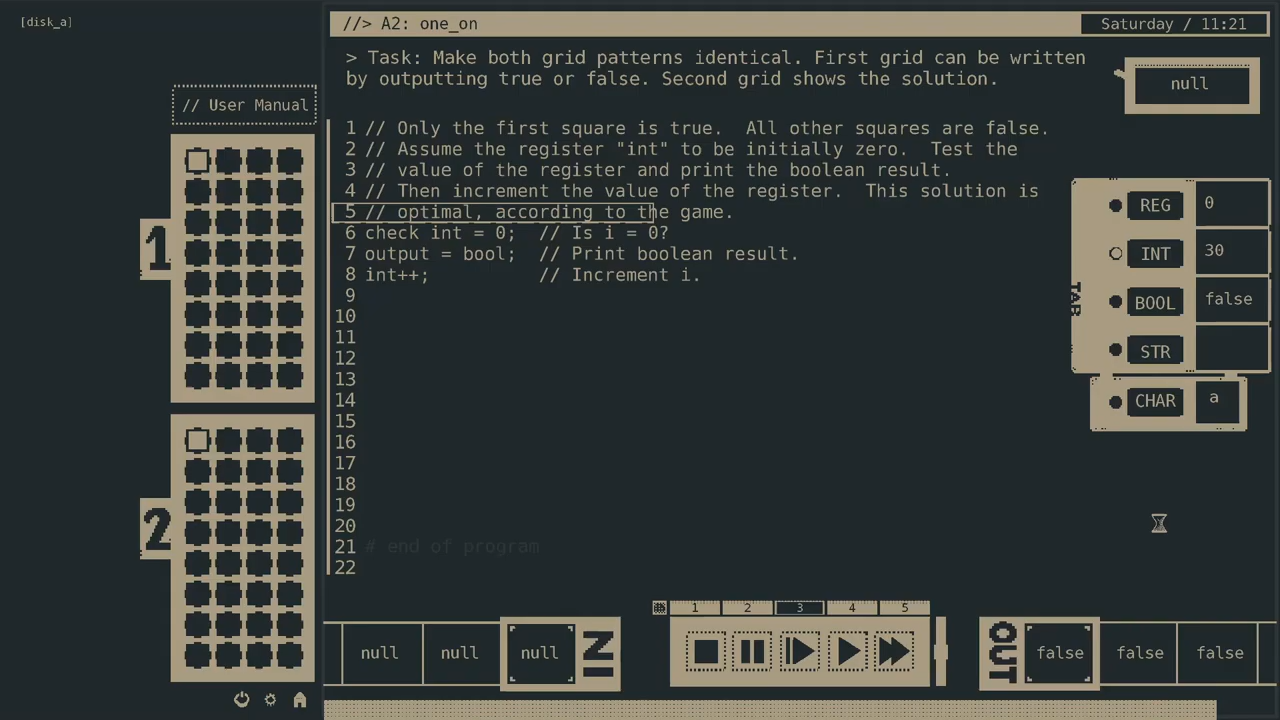 [disk_a]
//> A2: one_on
Saturday / 11:21
> Task: Make both grid patterns identical. First grid can be written
by outputting true or false. Second grid shows the solution.
null
// User Manual
1 // Only the first square is true.  All other squares are false.
2 // Assume the register "int" to be initially zero.  Test the
3 // value of the register and print the boolean result.
4 // Then increment the value of the register.  This solution is
5 // optimal, according to the game.
6 check int = 0;  // Is i = 0?
7 output = bool;  // Print boolean result.
8 int++;          // Increment i.
9
10
11
12
13
14
15
16
17
18
19
20
21 # end of program
22
1
2
TAB
REG 0
INT 30
BOOL false
STR
CHAR a
1 2 3 4 5
null null null IN
OUT false false false